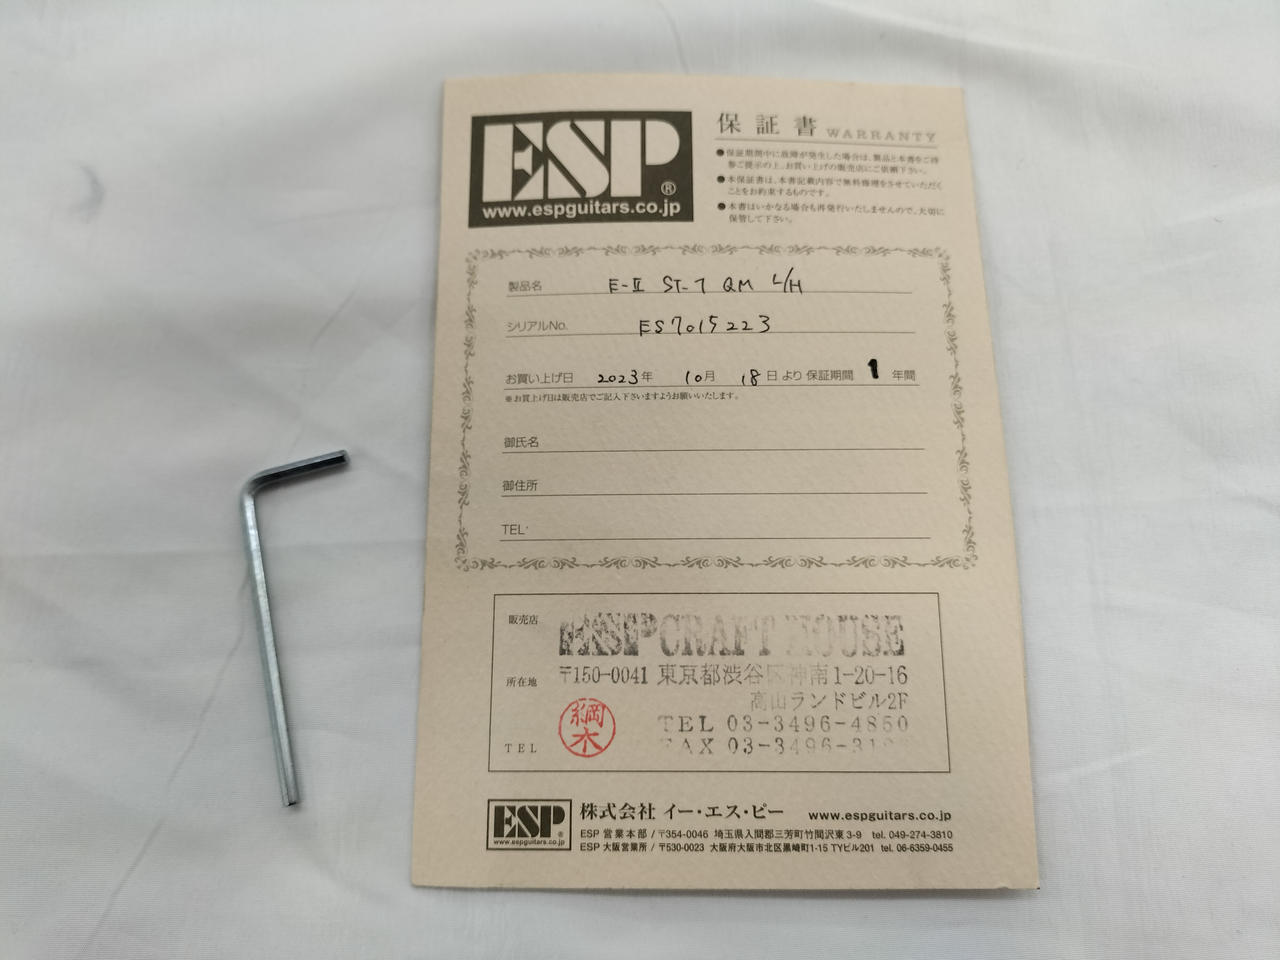 ESP®
www.espguitars.co.jp
保証書 WARRANTY
●保証期間中に故障が発生した場合は、製品と本書をご持
参ご提示の上、お買い上げの販売店にご依頼下さい。
●本保証書は、本書記載内容で無料修理をさせていただく
ことをお約束するものです。
●本書はいかなる場合も再発行いたしませんので、大切に
保管して下さい。
製品名 E-II ST-7 QM L/H
シリアルNo. ES7015223
お買い上げ日 2023年 10月 18日より保証期間 1 年間
※お買上げ日は販売店でご記入下さいますようお願いいたします。
御氏名
御住所
TEL
販売店 ESP CRAFT HOUSE
所在地 〒150-0041 東京都渋谷区神南1-20-16
高山ランドビル2F
綱木
TEL TEL 03-3496-4850
FAX 03-3496-
ESP®
www.espguitars.co.jp
株式会社 イー・エス・ピー www.espguitars.co.jp
ESP 営業本部 / 〒354-0046 埼玉県入間郡三芳町竹間沢東3-9 tel. 049-274-3810
ESP 大阪営業所 / 〒530-0023 大阪府大阪市北区黒崎町1-15 TYビル201 tel. 06-6359-0455